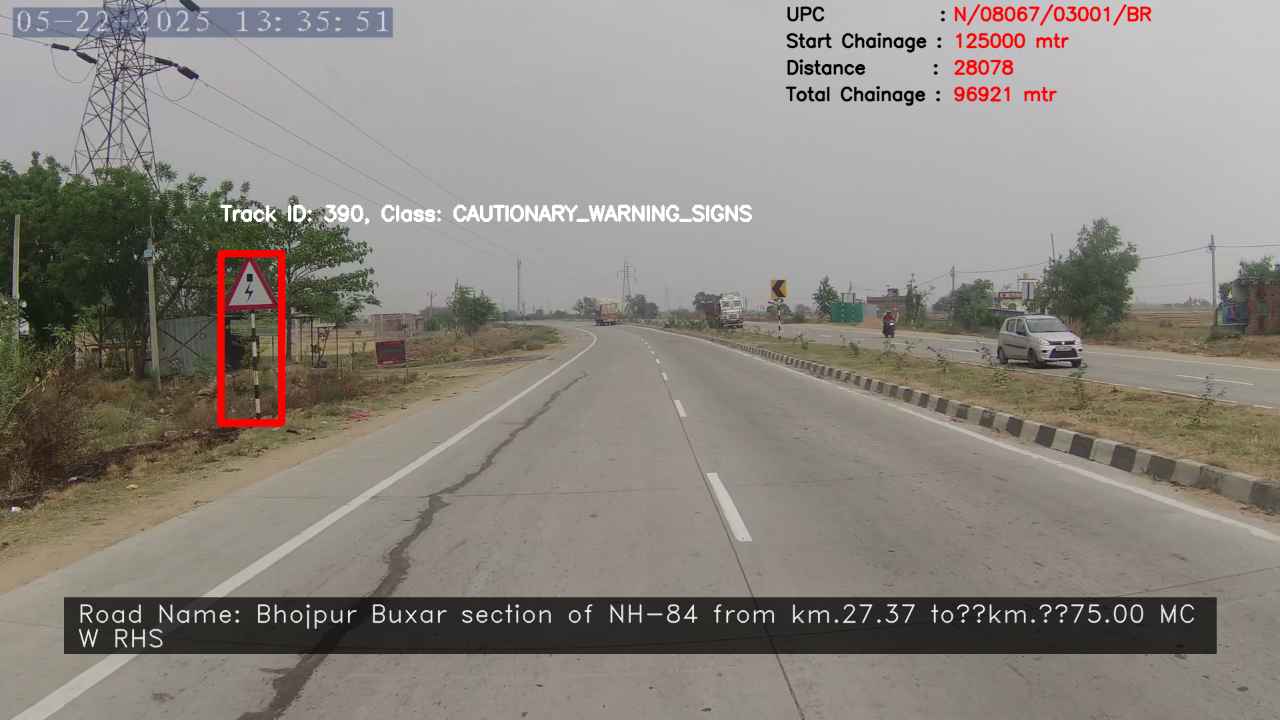 05-22-2025 13:35:51
UPC : N/08067/03001/BR
Start Chainage : 125000 mtr
Distance : 28078
Total Chainage : 96921 mtr
Track ID: 390, Class: CAUTIONARY_WARNING_SIGNS
Road Name: Bhojpur Buxar section of NH-84 from km.27.37 to??km.??75.00 MC
W RHS